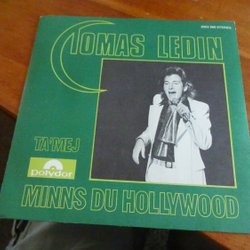 TOMAS LEDIN
TA'MEJ
Polydor
MINNS DU HOLLYWOOD